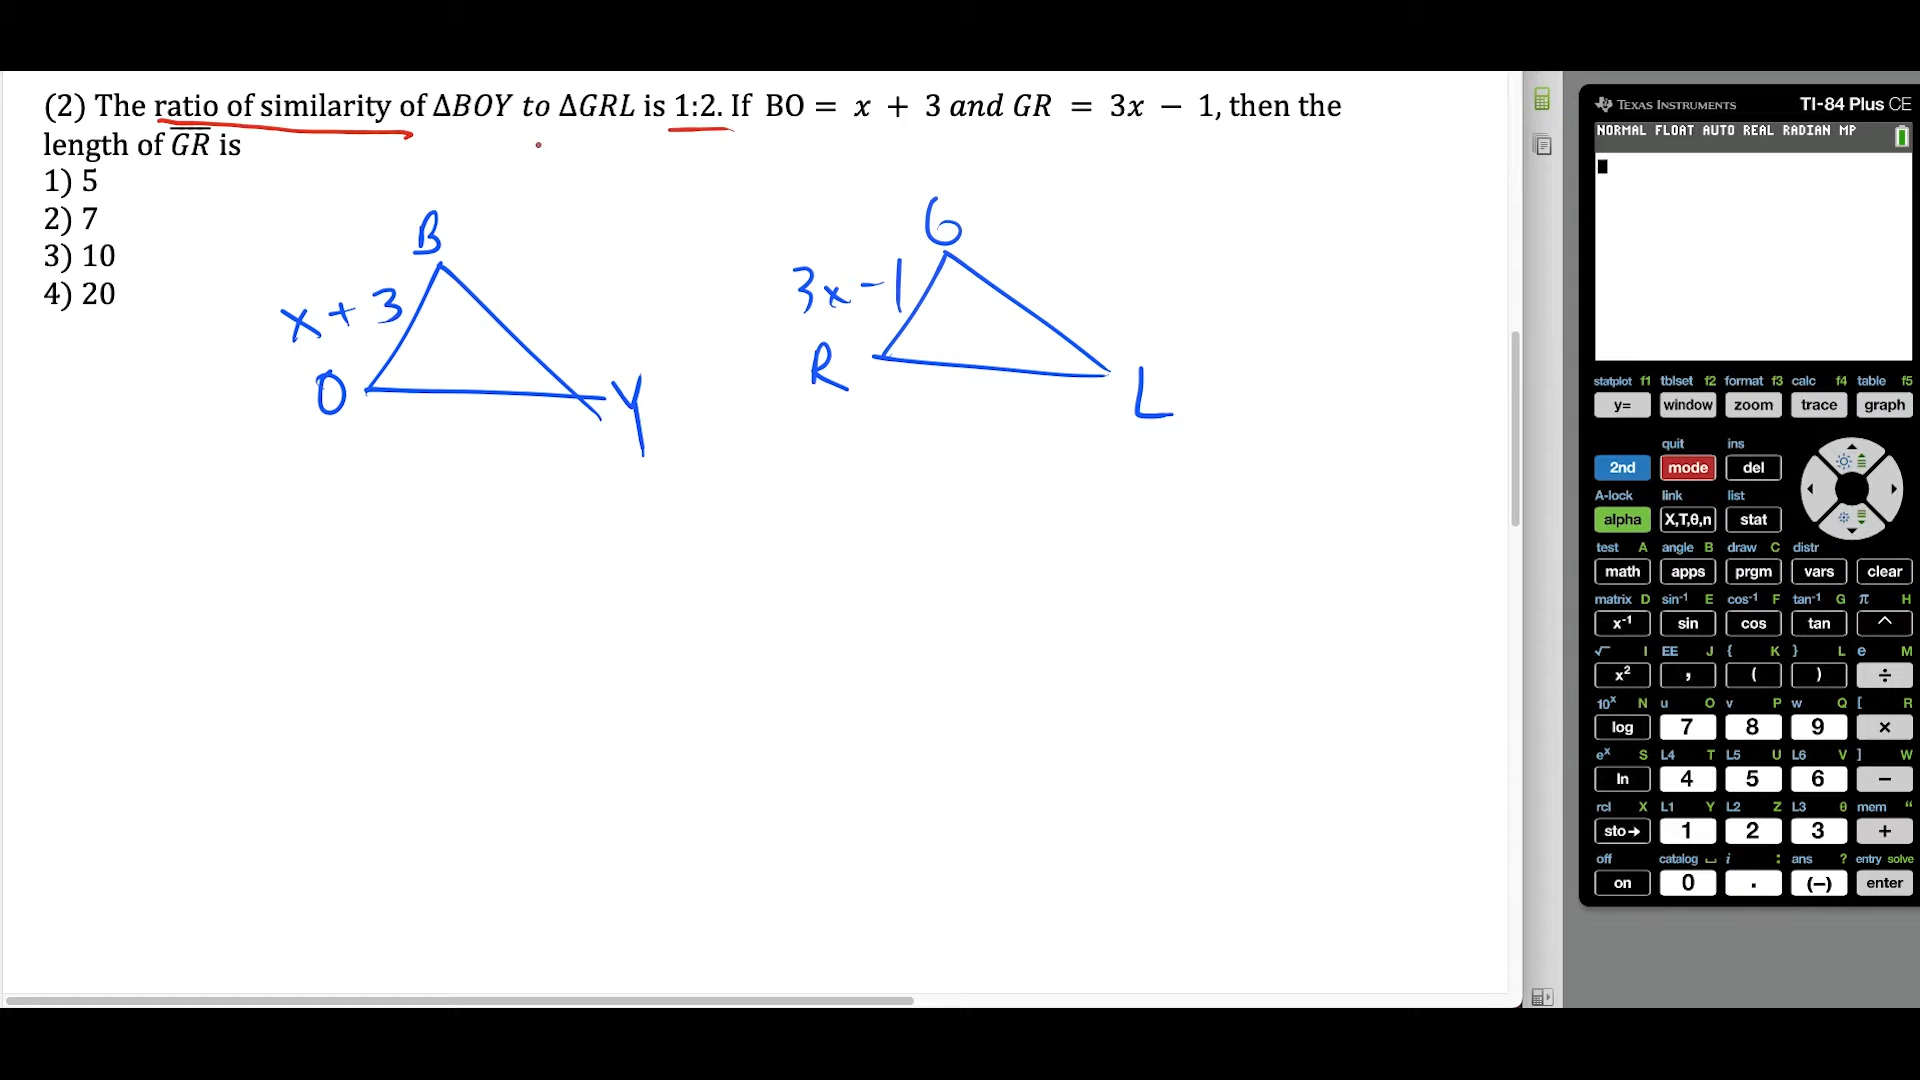 (2) The ratio of similarity of ΔBOY to ΔGRL is 1:2. If BO = x + 3 and GR = 3x − 1, then the
length of G̅R̅ is
1) 5
2) 7
3) 10
4) 20
B
x + 3
O
Y
G
3x - 1
R
L
TEXAS INSTRUMENTS TI-84 Plus CE
NORMAL FLOAT AUTO REAL RADIAN MP
statplot f1 tblset f2 format f3 calc f4 table f5
y= window zoom trace graph
quit ins
2nd mode del
A-lock link list
alpha X,T,θ,n stat
test A angle B draw C distr
math apps prgm vars clear
matrix D sin⁻¹ E cos⁻¹ F tan⁻¹ G π H
x⁻¹ sin cos tan ^
√ I EE J { K } L e M
x² , ( ) ÷
10ˣ N u O v P w Q [ R
log 7 8 9 ×
eˣ S L4 T L5 U L6 V ] W
ln 4 5 6 −
rcl X L1 Y L2 Z L3 θ mem "
sto→ 1 2 3 +
off catalog ⎵ i : ans ? entry solve
on 0 . (−) enter